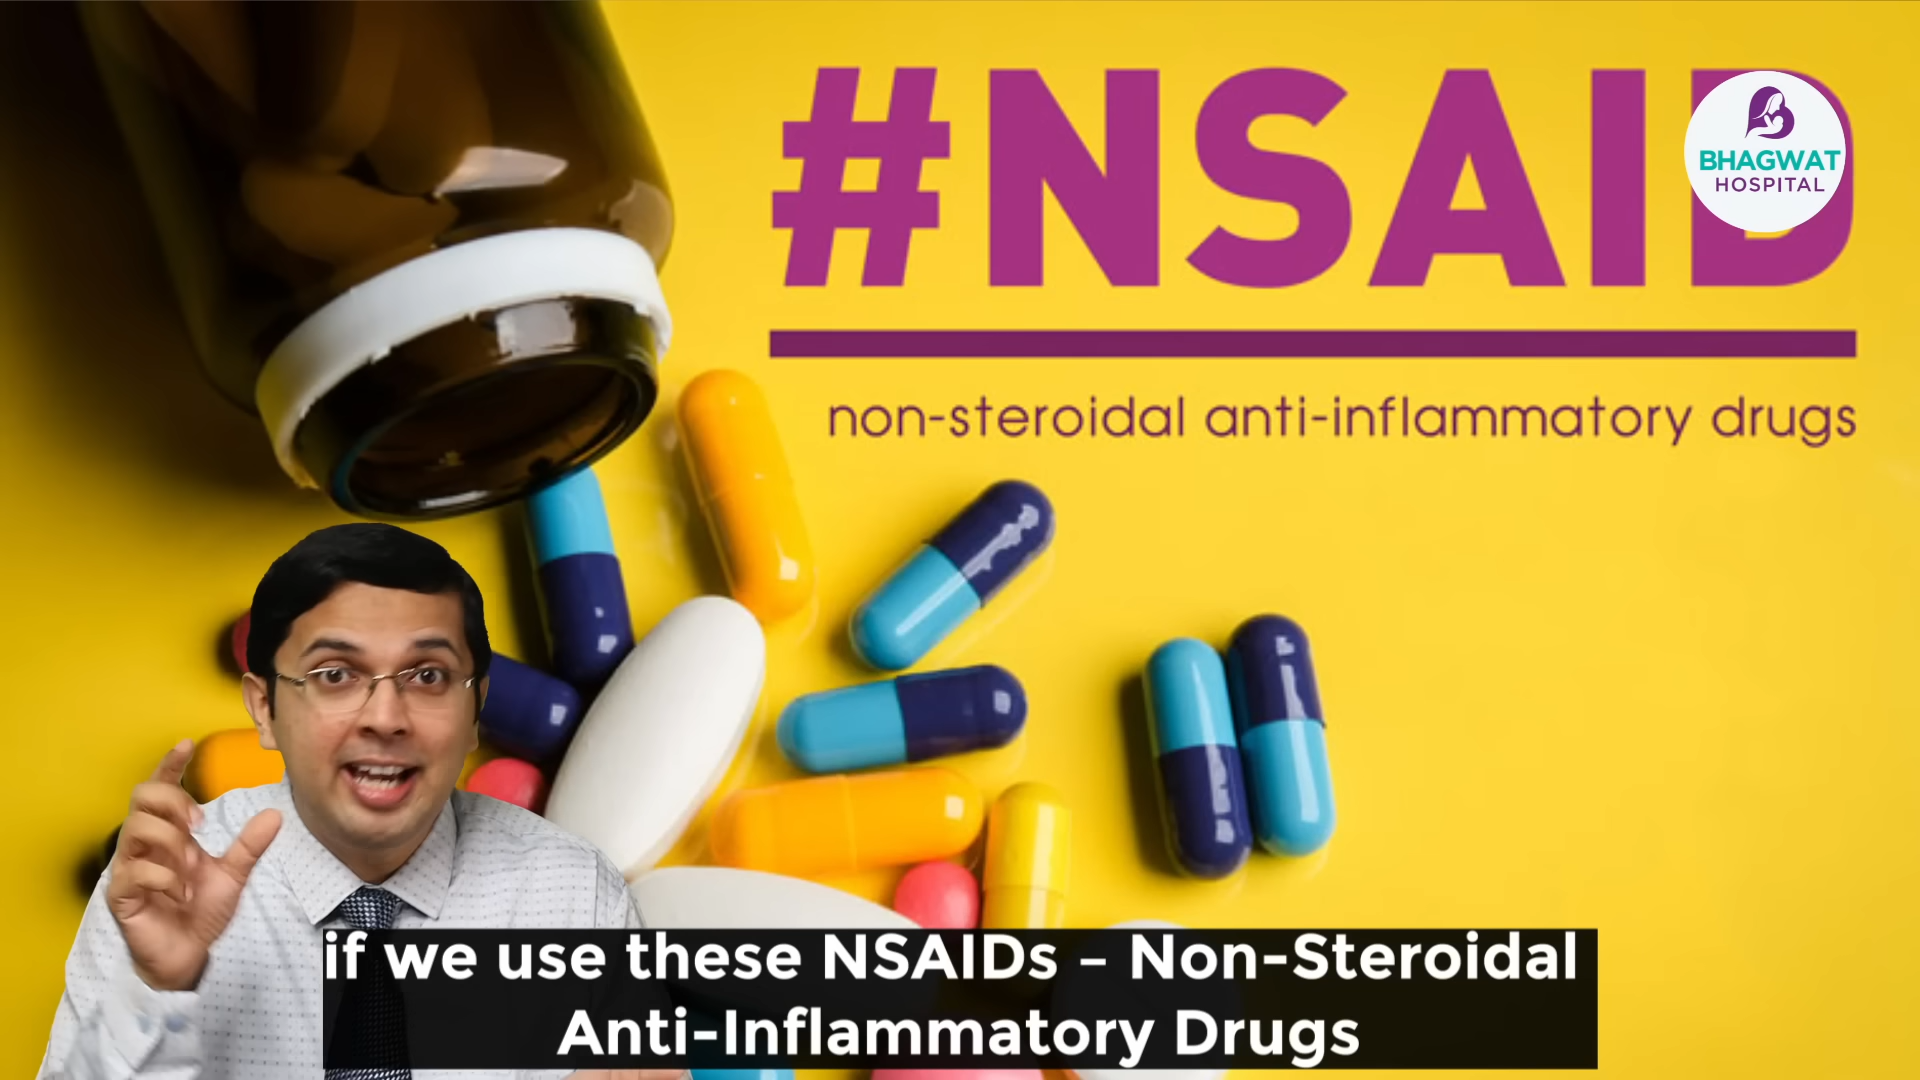 #NSAID
BHAGWAT
HOSPITAL
non-steroidal anti-inflammatory drugs
if we use these NSAIDs – Non-Steroidal
Anti-Inflammatory Drugs